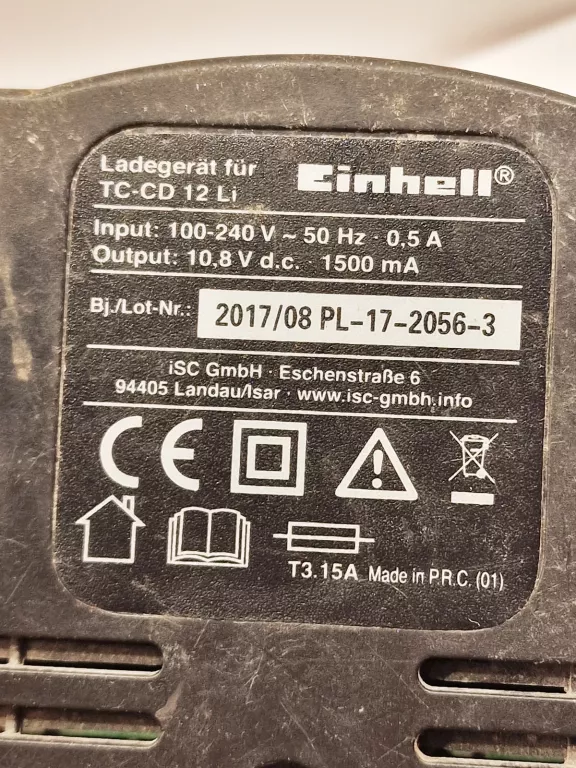 Ladegerät für
TC-CD 12 Li
Einhell®
Input: 100-240 V ~ 50 Hz · 0,5 A
Output: 10,8 V d.c. · 1500 mA
Bj./Lot-Nr.: 2017/08 PL-17-2056-3
iSC GmbH · Eschenstraße 6
94405 Landau/Isar · www.isc-gmbh.info
CE
T3.15A Made in P.R.C. (01)